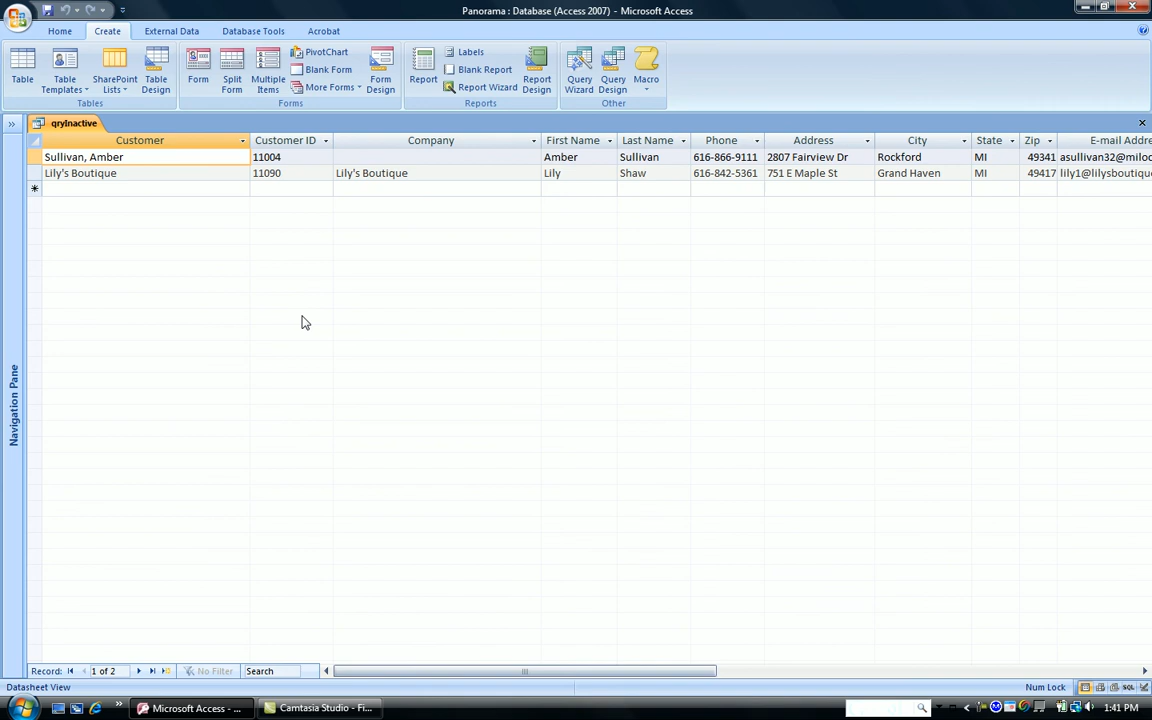 Panorama : Database (Access 2007) - Microsoft Access
Home Create External Data Database Tools Acrobat
Table
Table Templates
SharePoint Lists
Table Design
Tables
Form
Split Form
Multiple Items
PivotChart
Blank Form
More Forms
Form Design
Forms
Report
Labels
Blank Report
Report Wizard
Report Design
Reports
Query Wizard
Query Design
Macro
Other
qryInactive
Customer Customer ID Company First Name Last Name Phone Address City State Zip E-mail Addre
Sullivan, Amber 11004 Amber Sullivan 616-866-9111 2807 Fairview Dr Rockford MI 49341 asullivan32@miloc
Lily's Boutique 11090 Lily's Boutique Lily Shaw 616-842-5361 751 E Maple St Grand Haven MI 49417 lily1@lilysboutique
Navigation Pane
Record: 1 of 2 No Filter Search
Datasheet View Num Lock SQL
Microsoft Access - ... Camtasia Studio - Fi... 1:41 PM